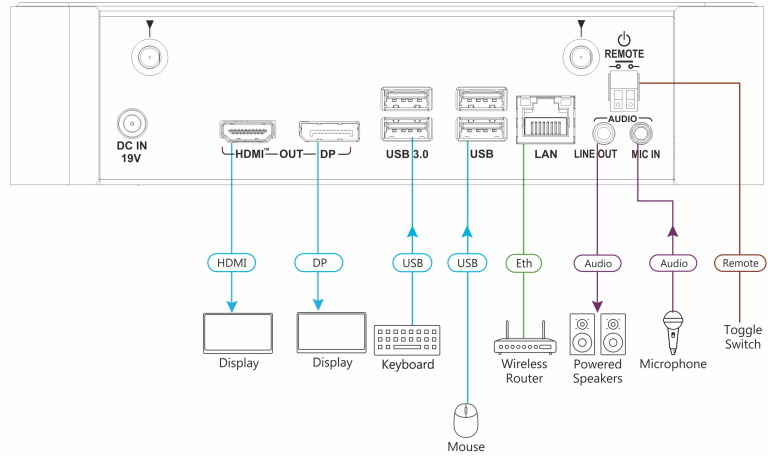 REMOTE
AUDIO
DC IN
19V
HDMI™ OUT DP
USB 3.0
USB
LAN
LINE OUT
MIC IN
HDMI
DP
USB
USB
Eth
Audio
Audio
Remote
Display
Display
Keyboard
Mouse
Wireless
Router
Powered
Speakers
Microphone
Toggle
Switch